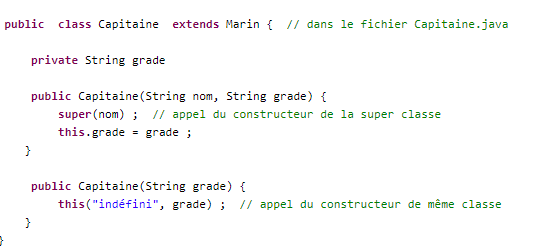 public  class Capitaine  extends Marin {  // dans le fichier Capitaine.java
private String grade
public Capitaine(String nom, String grade) {
super(nom) ;  // appel du constructeur de la super classe
this.grade = grade ;
}
public Capitaine(String grade) {
this("indéfini", grade) ;  // appel du constructeur de même classe
}
}